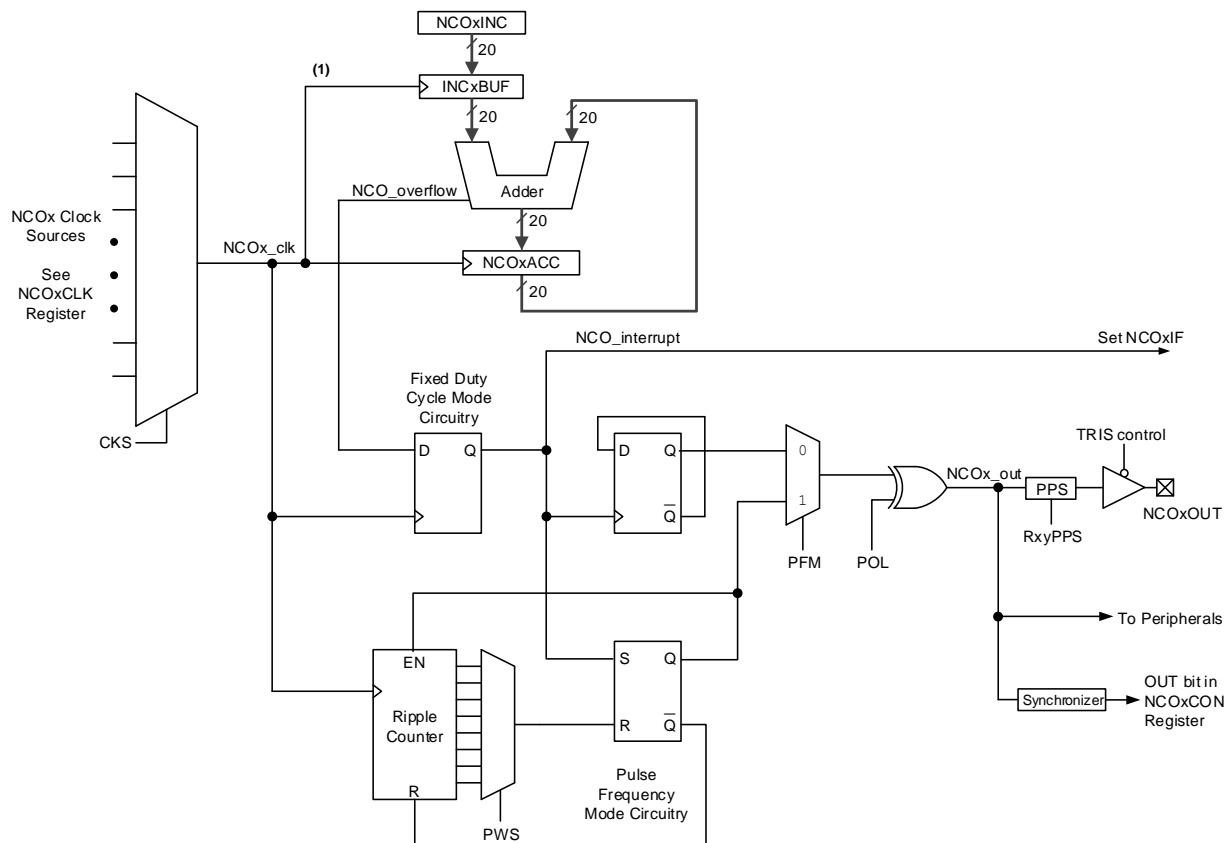 NCOxINC
20
(1)
INCxBUF
20
20
Adder
NCO_overflow
20
NCOx Clock
Sources
See
NCOxCLK
Register
NCOx_clk
NCOxACC
20
CKS
NCO_interrupt
Set NCOxIF
Fixed Duty
Cycle Mode
Circuitry
D Q
D Q
Q
0
1
PFM
POL
NCOx_out
TRIS control
PPS
RxyPPS
NCOxOUT
To Peripherals
EN
Ripple
Counter
R
PWS
S Q
R Q
Pulse
Frequency
Mode Circuitry
Synchronizer
OUT bit in
NCOxCON
Register